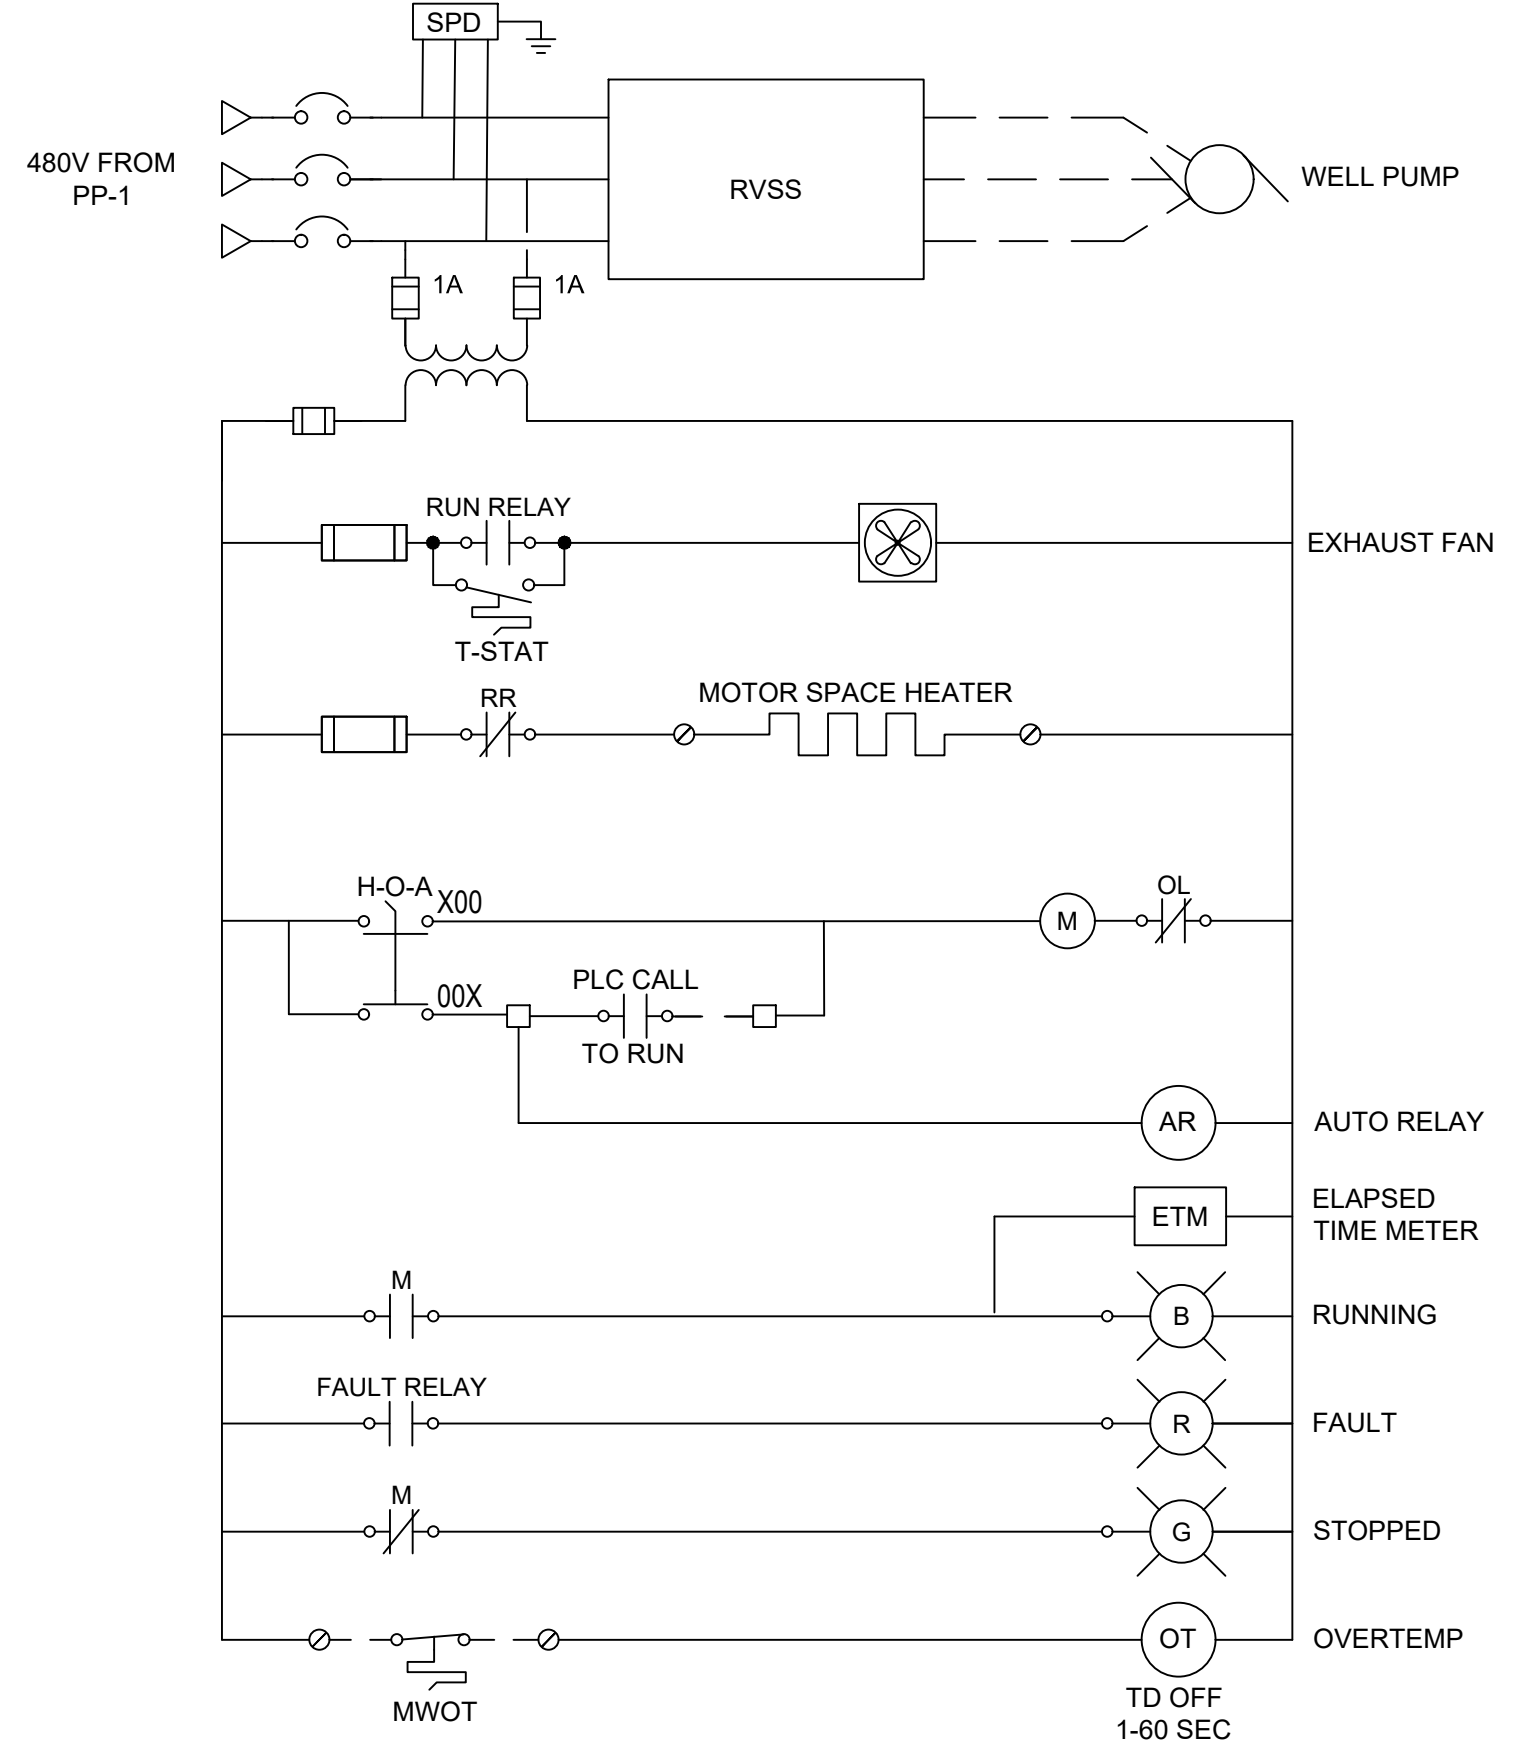 SPD
480V FROM
PP-1
RVSS
WELL PUMP
1A
1A
RUN RELAY
EXHAUST FAN
T-STAT
RR
MOTOR SPACE HEATER
H-O-A
X00
OL
M
00X
PLC CALL
TO RUN
AR
AUTO RELAY
ETM
ELAPSED
TIME METER
M
B
RUNNING
FAULT RELAY
R
FAULT
M
G
STOPPED
OT
OVERTEMP
MWOT
TD OFF
1-60 SEC